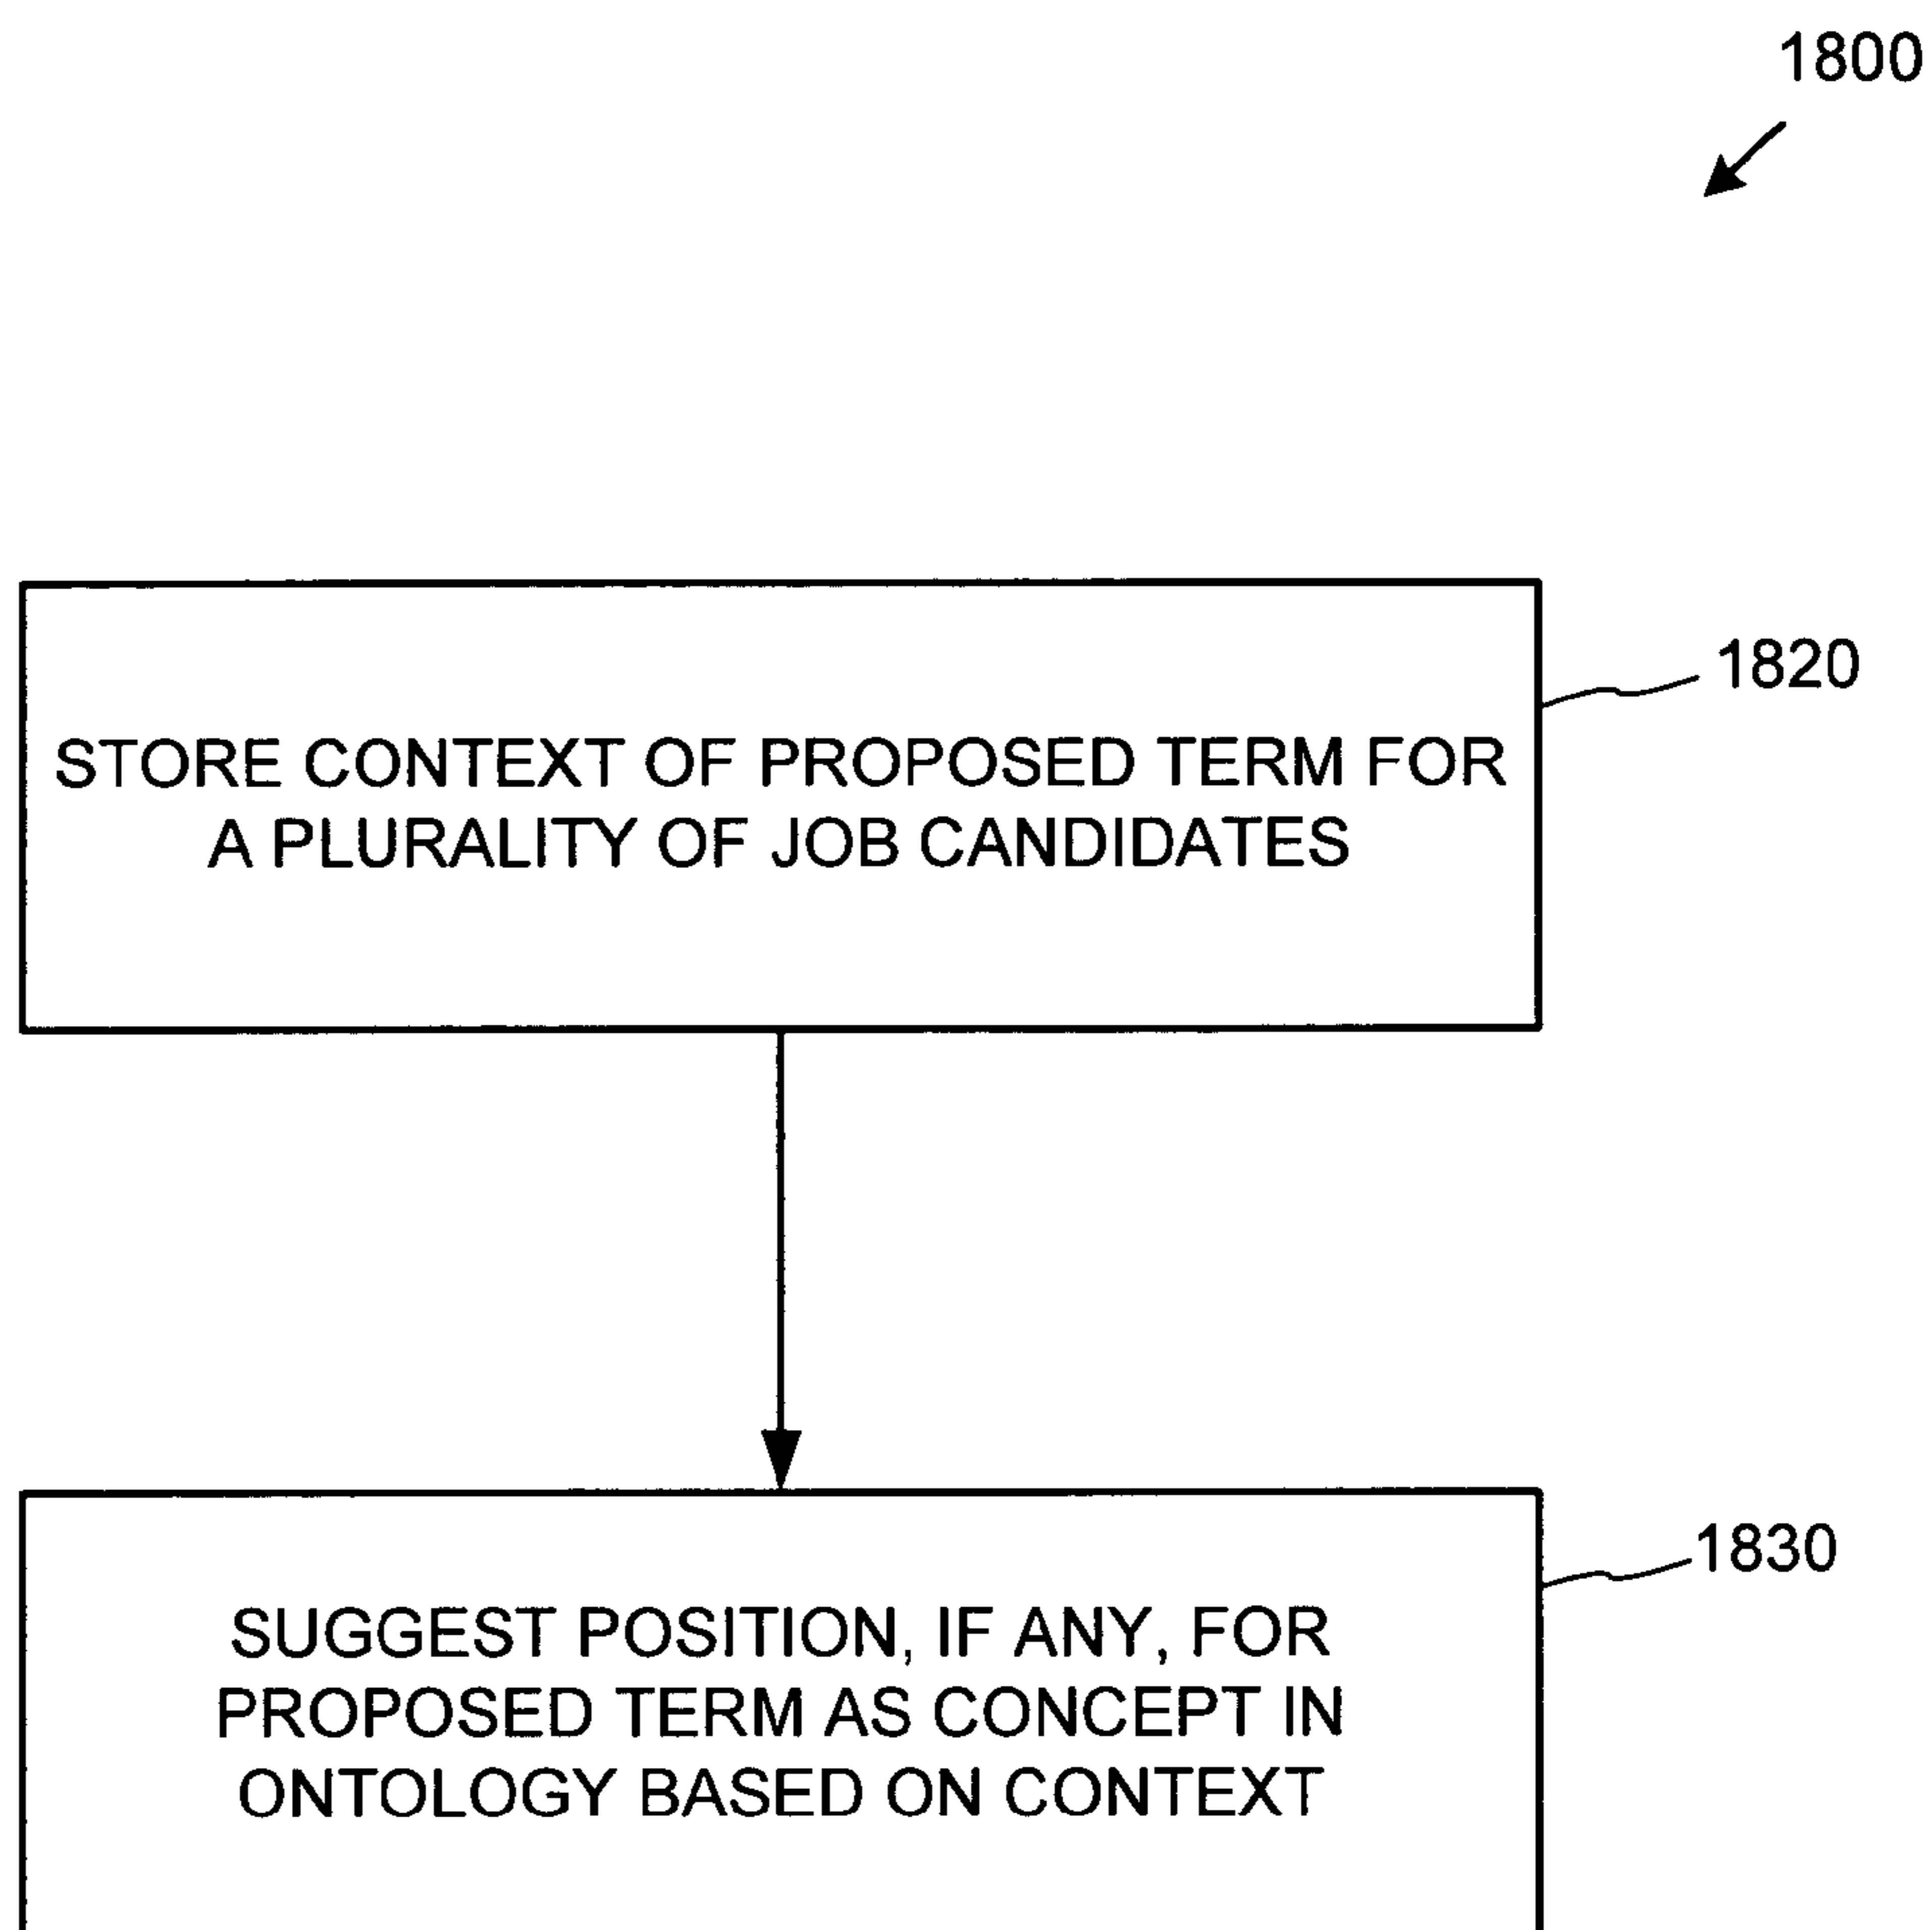 1800
1820
STORE CONTEXT OF PROPOSED TERM FOR
A PLURALITY OF JOB CANDIDATES
1830
SUGGEST POSITION, IF ANY, FOR
PROPOSED TERM AS CONCEPT IN
ONTOLOGY BASED ON CONTEXT